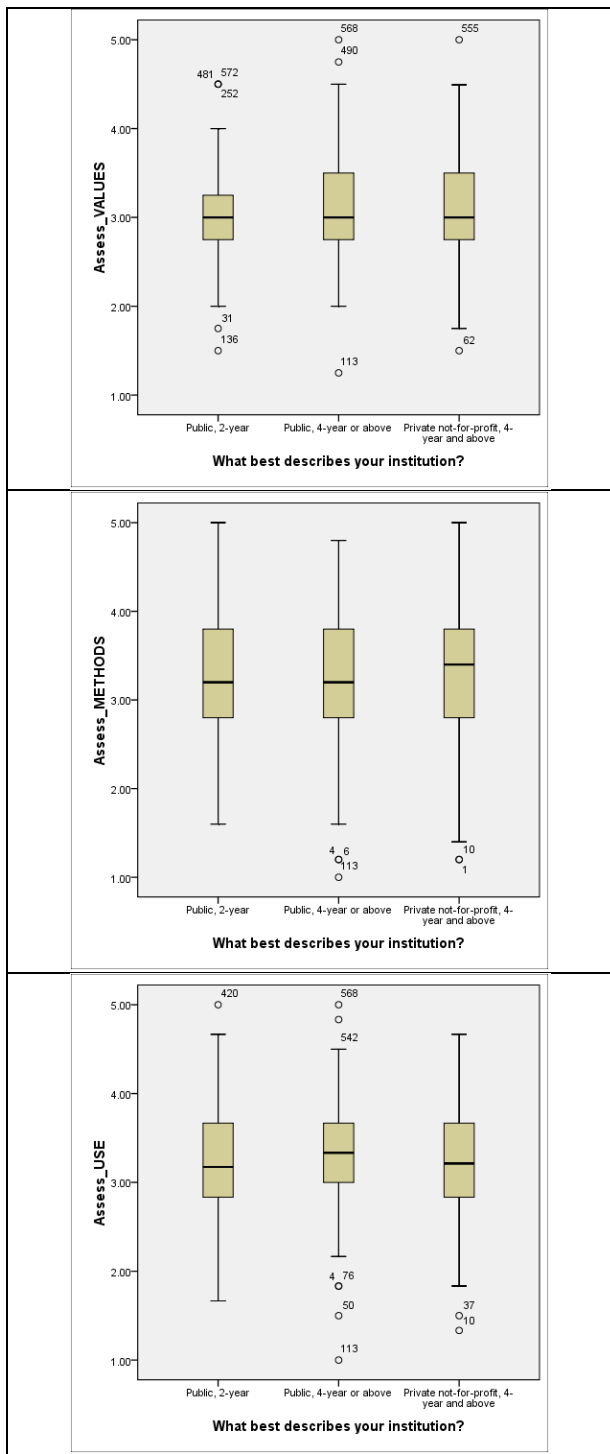 5.00
4.00
3.00
2.00
1.00
Assess_VALUES
481 572
252
31
136
568
490
113
555
62
Public, 2-year
Public, 4-year or above
Private not-for-profit, 4-
year and above
What best describes your institution?
5.00
4.00
3.00
2.00
1.00
Assess_METHODS
4 6
113
10
1
Public, 2-year
Public, 4-year or above
Private not-for-profit, 4-
year and above
What best describes your institution?
5.00
4.00
3.00
2.00
1.00
Assess_USE
420
568
542
4 76
50
113
37
10
Public, 2-year
Public, 4-year or above
Private not-for-profit, 4-
year and above
What best describes your institution?